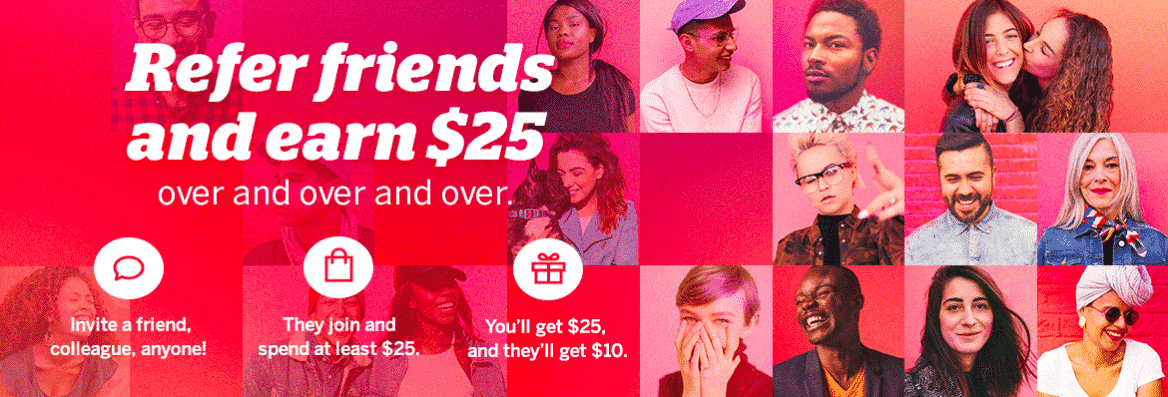 Refer friends
and earn $25
over and over and over.
Invite a friend,
colleague, anyone!
They join and
spend at least $25.
You'll get $25,
and they'll get $10.